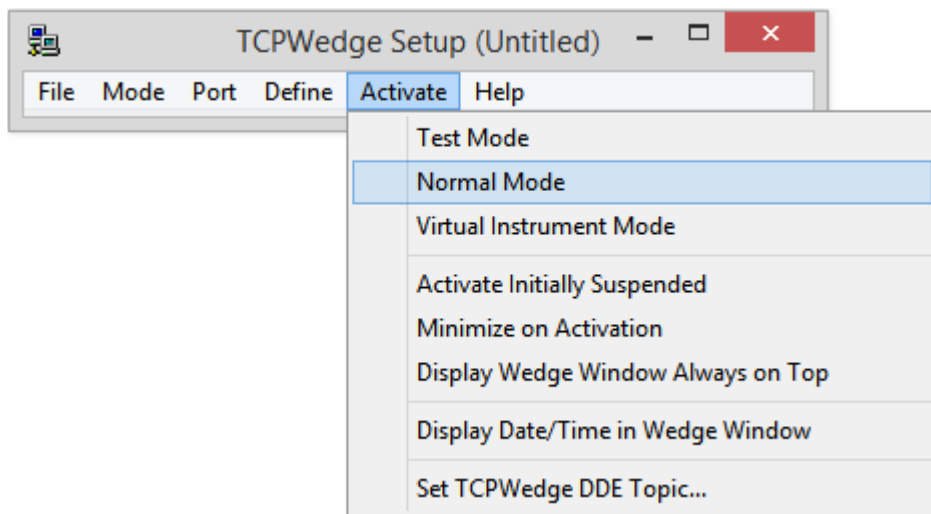 TCPWedge Setup (Untitled)
File Mode Port Define Activate Help
Test Mode
Normal Mode
Virtual Instrument Mode
Activate Initially Suspended
Minimize on Activation
Display Wedge Window Always on Top
Display Date/Time in Wedge Window
Set TCPWedge DDE Topic...